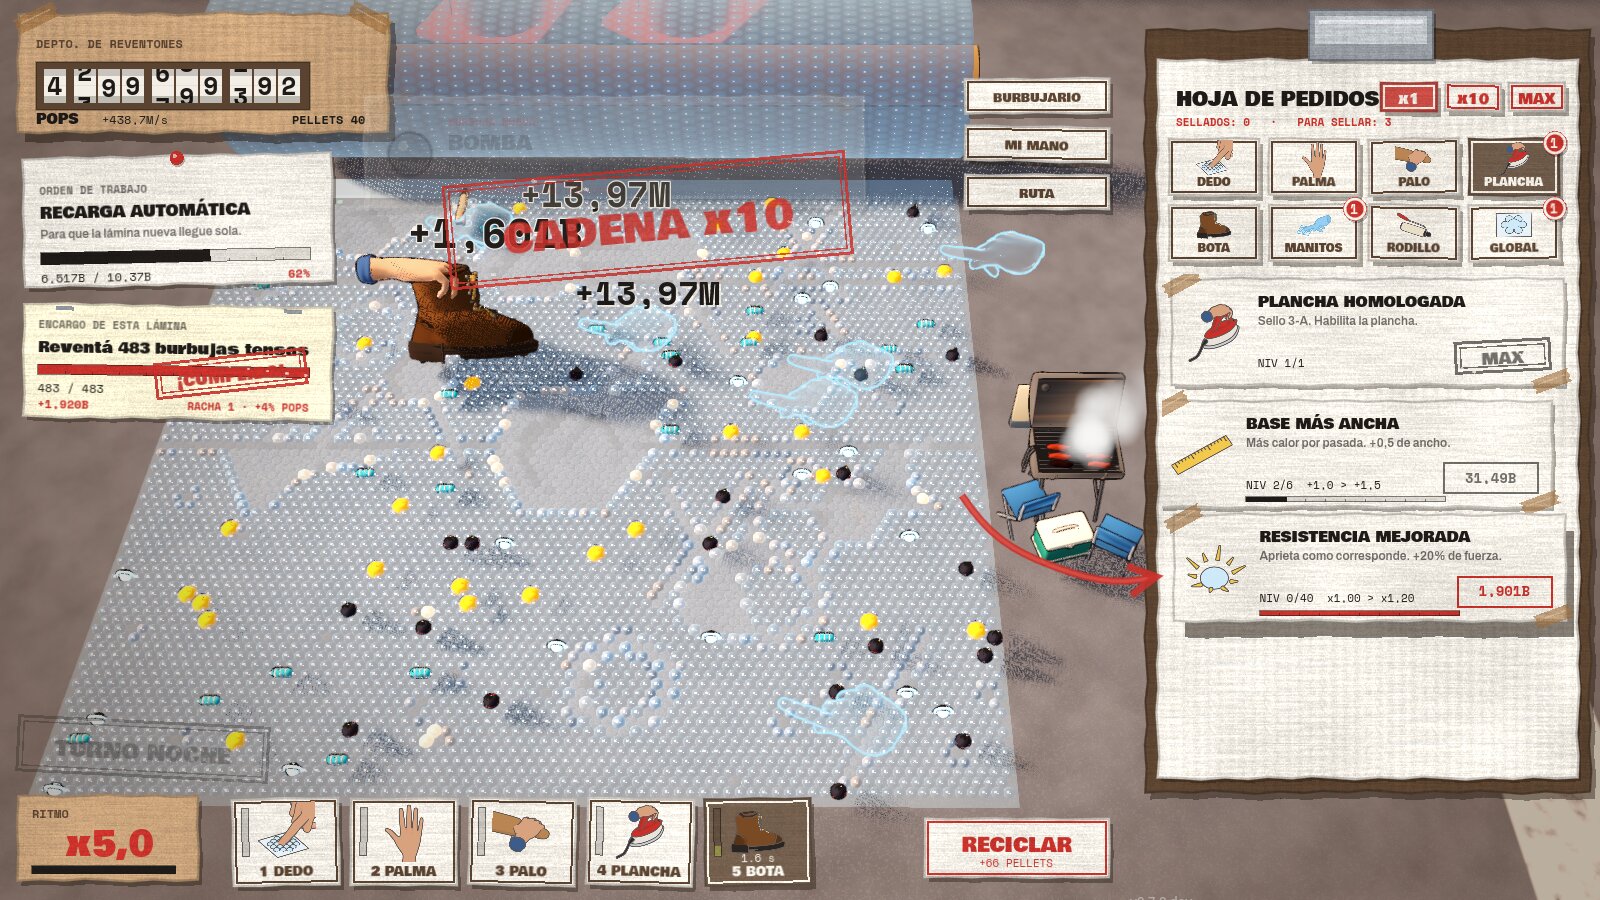 DEPTO. DE REVENTONES
POPS +438,7M/s PELLETS 40
ORDEN DE TRABAJO
RECARGA AUTOMÁTICA
Para que la lámina nueva llegue sola.
6,517B / 10,37B 62%
ENCARGO DE ESTA LÁMINA
Reventá 483 burbujas tensas
483 / 483
+1,920B RACHA 1 · +4% POPS
BOMBA
+13,97M
CADENA x10
+13,97M
BURBUJARIO
MI MANO
RUTA
HOJA DE PEDIDOS x1 x10 MAX
SELLADOS: 0 · PARA SELLAR: 3
DEDO PALMA PALO PLANCHA 1
BOTA MANITOS 1 RODILLO GLOBAL 1
PLANCHA HOMOLOGADA
Sello 3-A. Habilita la plancha.
NIV 1/1 MAX
BASE MÁS ANCHA
Más calor por pasada. +0,5 de ancho.
NIV 2/6 +1.0 > +1.5 31,49B
RESISTENCIA MEJORADA
Aprieta como corresponde. +20% de fuerza.
NIV 0/40 x1.00 > x1.20 1,901B
TURNO NOCHE
RITMO
x5,0
1 DEDO
2 PALMA
3 PALO
4 PLANCHA
1.6 s
5 BOTA
RECICLAR
+66 PELLETS